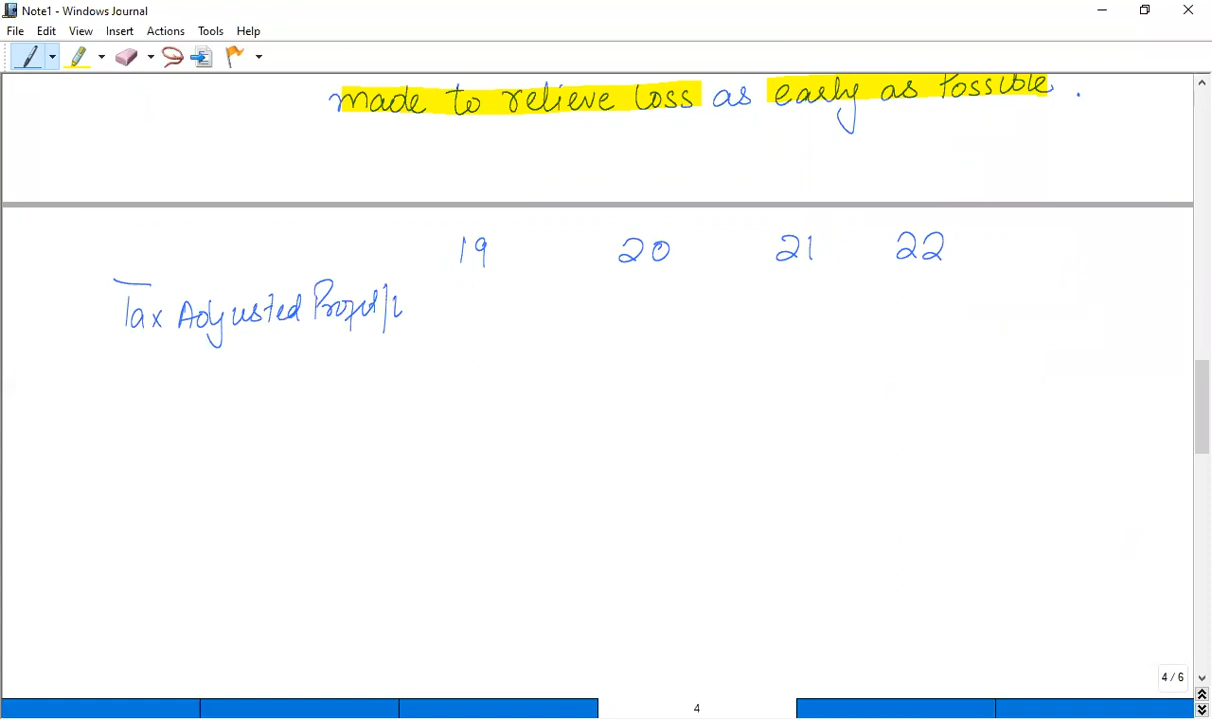 Note1 - Windows Journal
File Edit View Insert Actions Tools Help
made to relieve loss as early as Possible .
19 20 21 22
Tax Adjusted Profit/L
4 / 6
4